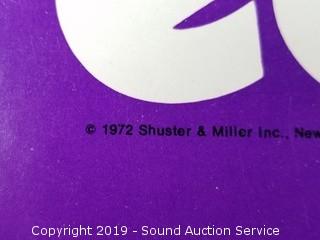 © 1972 Shuster & Miller Inc., New
Copyright 2019 - Sound Auction Service